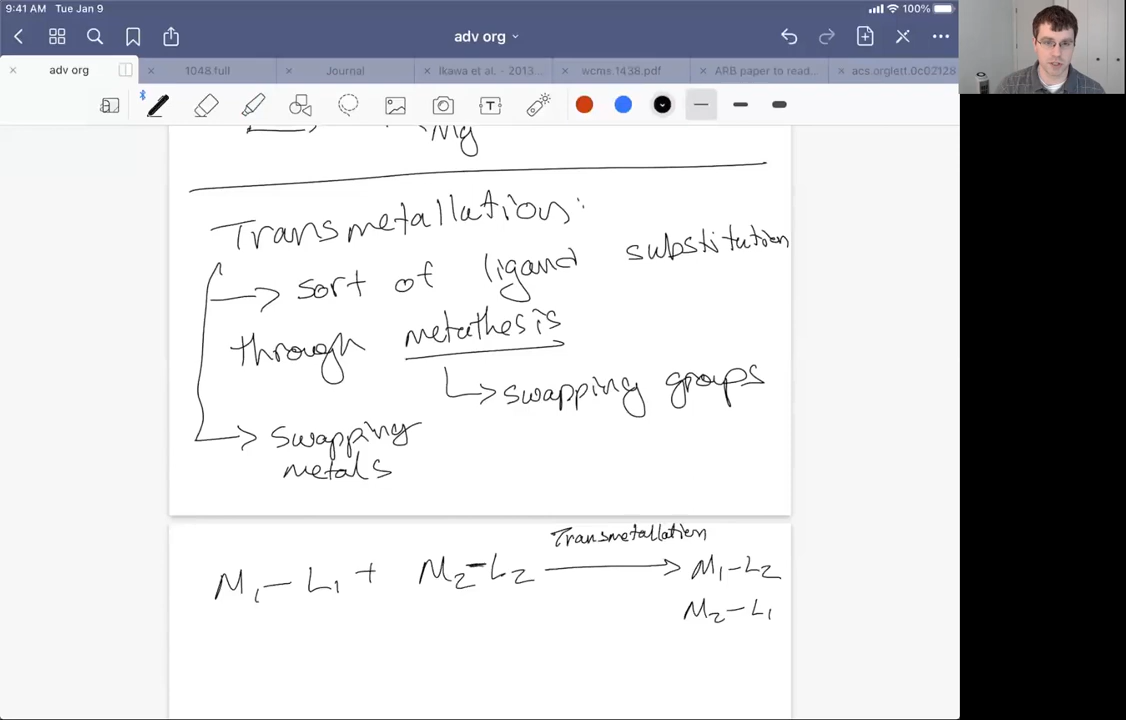 9:41 AM Tue Jan 9
100%
adv org
adv org
1048.full
Journal
Ikawa et al. - 2013...
wcms.1438.pdf
ARB paper to read...
acs.orglett.0c02128
T
Mg
Transmetallation:
→ sort of ligand substitution
through metathesis
↳ swapping groups
→ swapping
metals
Transmetallation
M₁ – L₁ + M₂ – L₂ → M₁ – L₂
M₂ – L₁